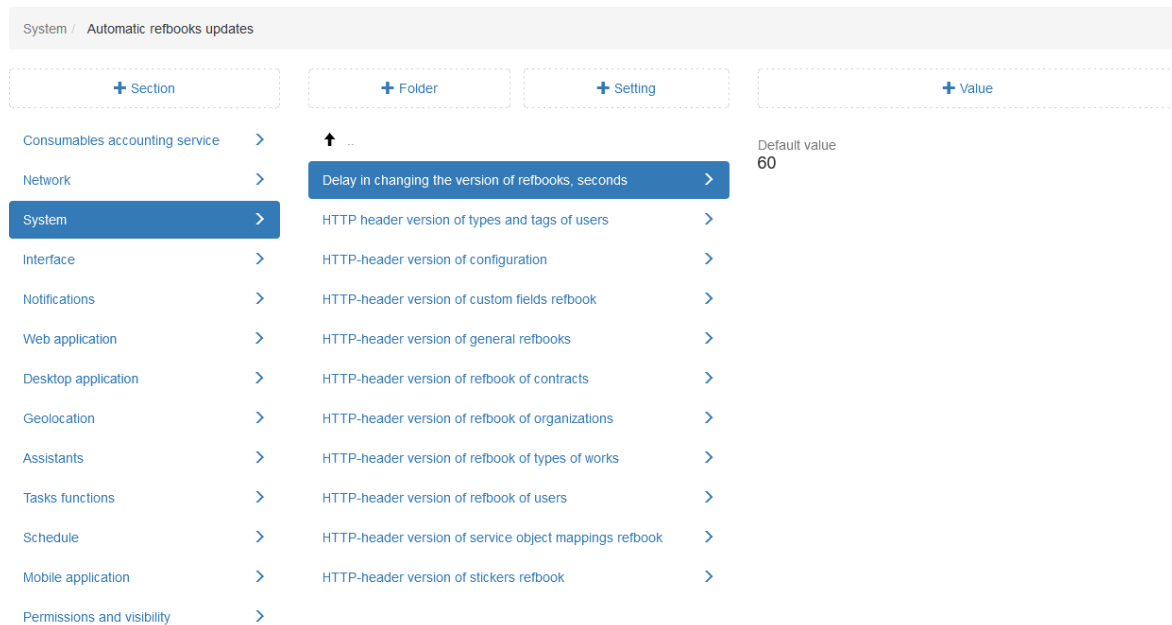 System / Automatic refbooks updates
+ Section
+ Folder
+ Setting
+ Value
Consumables accounting service
Network
System
Interface
Notifications
Web application
Desktop application
Geolocation
Assistants
Tasks functions
Schedule
Mobile application
Permissions and visibility
..
Delay in changing the version of refbooks, seconds
HTTP header version of types and tags of users
HTTP-header version of configuration
HTTP-header version of custom fields refbook
HTTP-header version of general refbooks
HTTP-header version of refbook of contracts
HTTP-header version of refbook of organizations
HTTP-header version of refbook of types of works
HTTP-header version of refbook of users
HTTP-header version of service object mappings refbook
HTTP-header version of stickers refbook
Default value
60